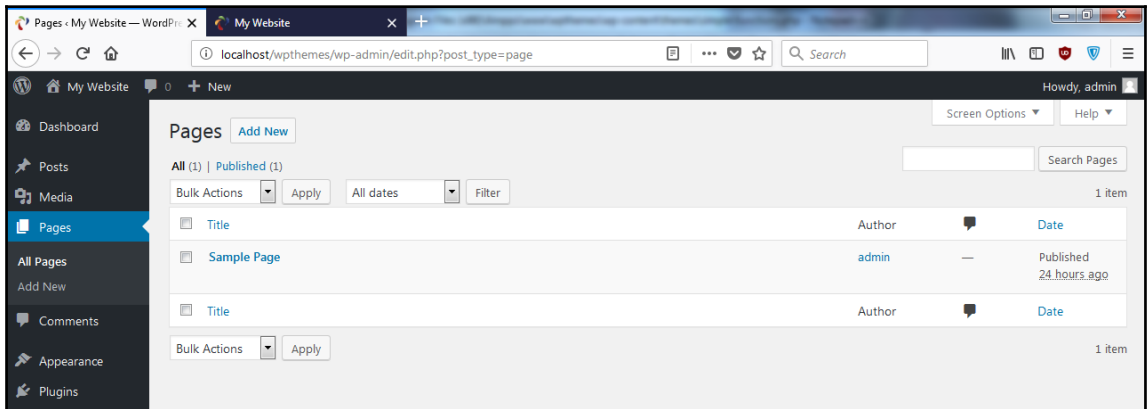 Pages ‹ My Website — WordPre
My Website
localhost/wpthemes/wp-admin/edit.php?post_type=page
Search
My Website 0 New Howdy, admin
Screen Options Help
Dashboard
Pages Add New
Posts
All (1) | Published (1) Search Pages
Media
Bulk Actions Apply All dates Filter 1 item
Pages
Title Author Date
All Pages
Sample Page admin — Published
24 hours ago
Add New
Title Author Date
Comments
Bulk Actions Apply 1 item
Appearance
Plugins